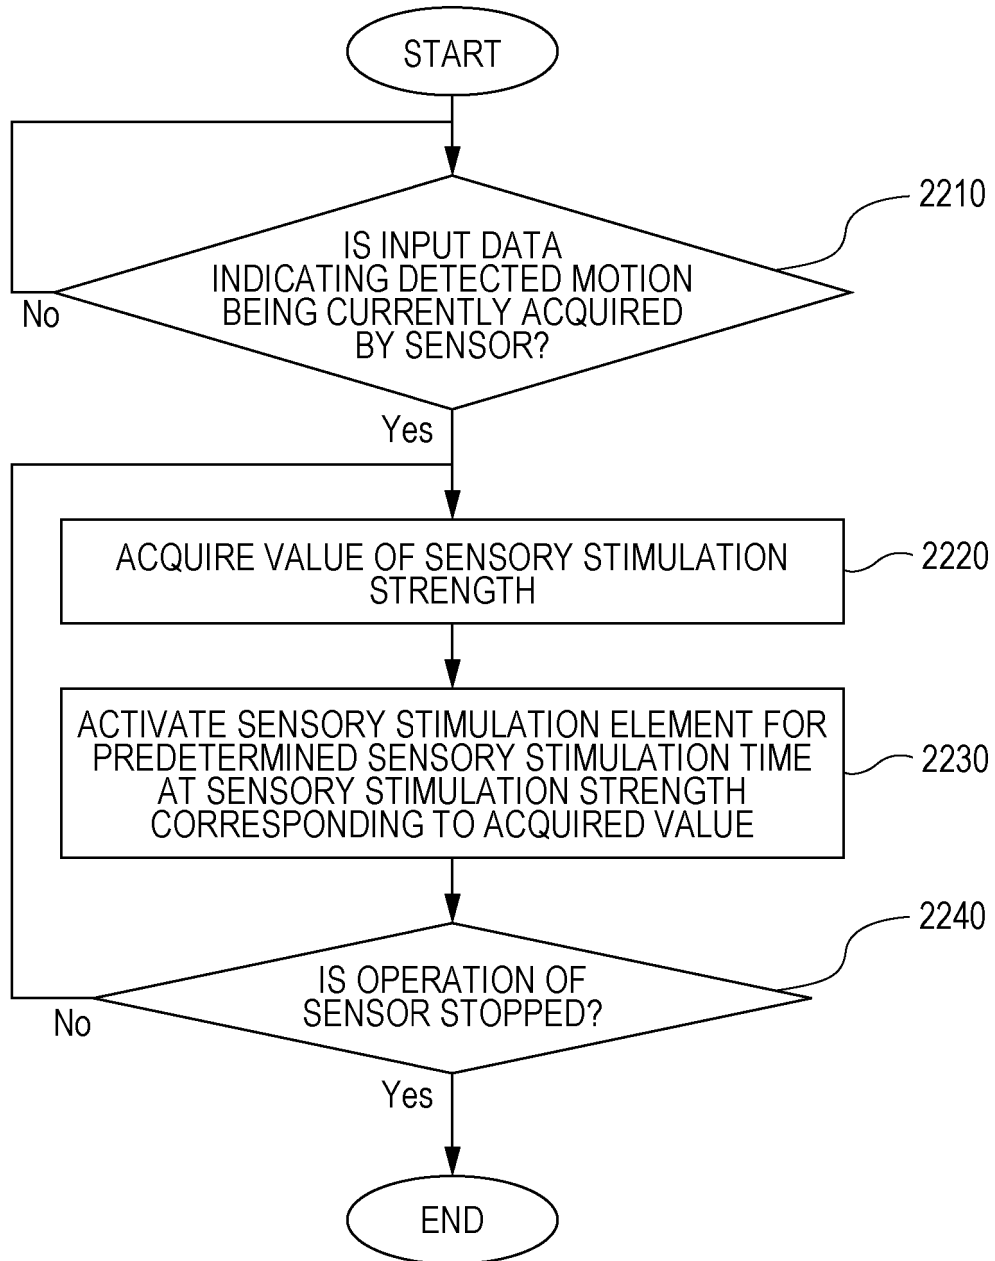 START
2210
IS INPUT DATA
INDICATING DETECTED MOTION
BEING CURRENTLY ACQUIRED
BY SENSOR?
No
Yes
ACQUIRE VALUE OF SENSORY STIMULATION
STRENGTH
2220
ACTIVATE SENSORY STIMULATION ELEMENT FOR
PREDETERMINED SENSORY STIMULATION TIME
AT SENSORY STIMULATION STRENGTH
CORRESPONDING TO ACQUIRED VALUE
2230
2240
IS OPERATION OF
SENSOR STOPPED?
No
Yes
END